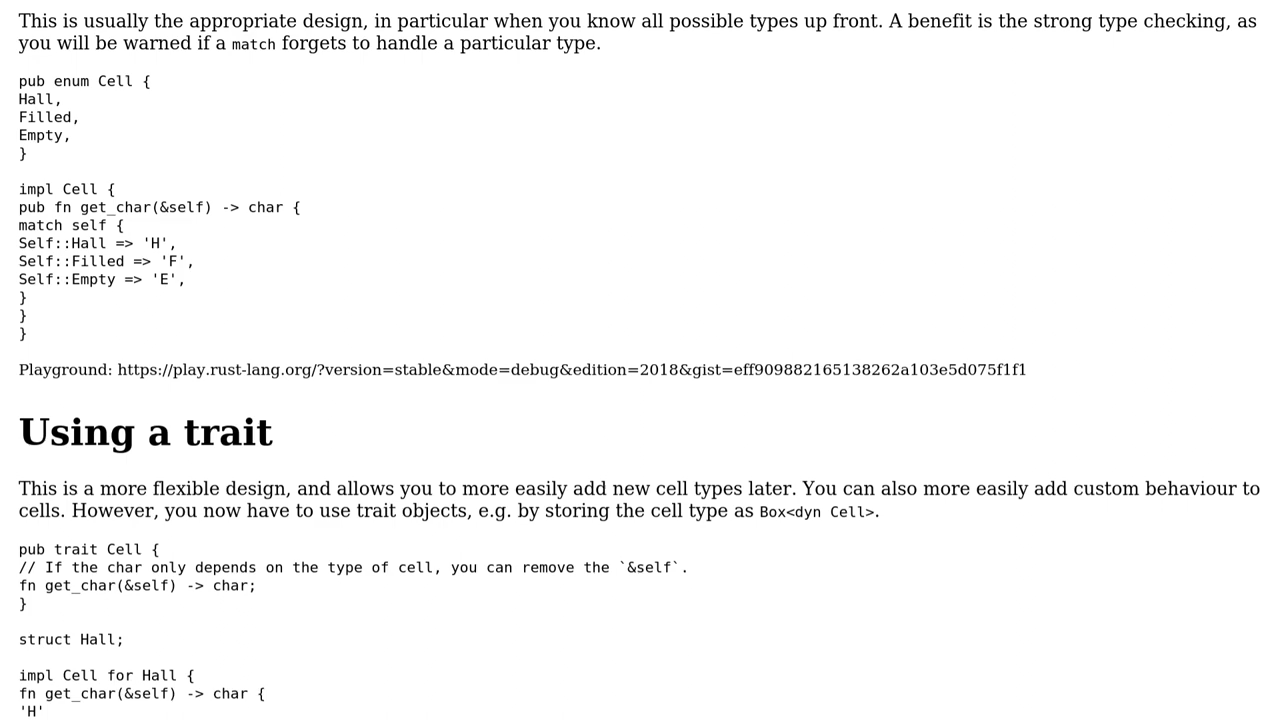 This is usually the appropriate design, in particular when you know all possible types up front. A benefit is the strong type checking, as
you will be warned if a match forgets to handle a particular type.
pub enum Cell {
Hall,
Filled,
Empty,
}
impl Cell {
pub fn get_char(&self) -> char {
match self {
Self::Hall => 'H',
Self::Filled => 'F',
Self::Empty => 'E',
}
}
}
Playground: https://play.rust-lang.org/?version=stable&mode=debug&edition=2018&gist=eff909882165138262a103e5d075f1f1
Using a trait
This is a more flexible design, and allows you to more easily add new cell types later. You can also more easily add custom behaviour to
cells. However, you now have to use trait objects, e.g. by storing the cell type as Box<dyn Cell>.
pub trait Cell {
// If the char only depends on the type of cell, you can remove the `&self`.
fn get_char(&self) -> char;
}
struct Hall;
impl Cell for Hall {
fn get_char(&self) -> char {
'H'